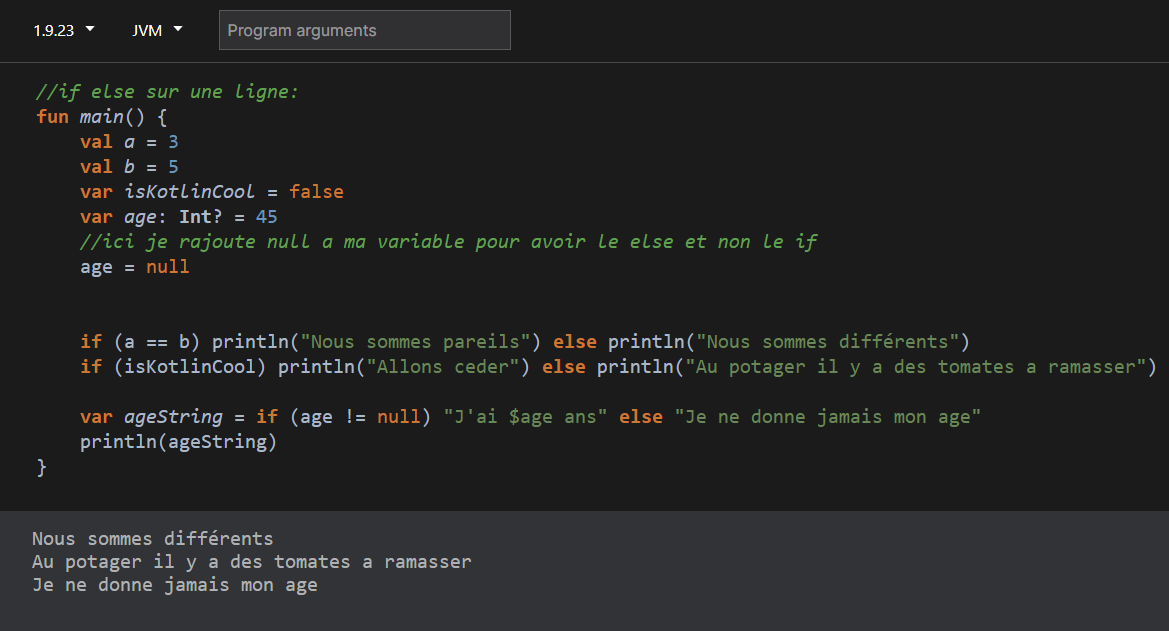 1.9.23 JVM Program arguments
//if else sur une ligne:
fun main() {
    val a = 3
    val b = 5
    var isKotlinCool = false
    var age: Int? = 45
    //ici je rajoute null a ma variable pour avoir le else et non le if
    age = null
    if (a == b) println("Nous sommes pareils") else println("Nous sommes différents")
    if (isKotlinCool) println("Allons ceder") else println("Au potager il y a des tomates a ramasser")
    var ageString = if (age != null) "J'ai $age ans" else "Je ne donne jamais mon age"
    println(ageString)
}
Nous sommes différents
Au potager il y a des tomates a ramasser
Je ne donne jamais mon age